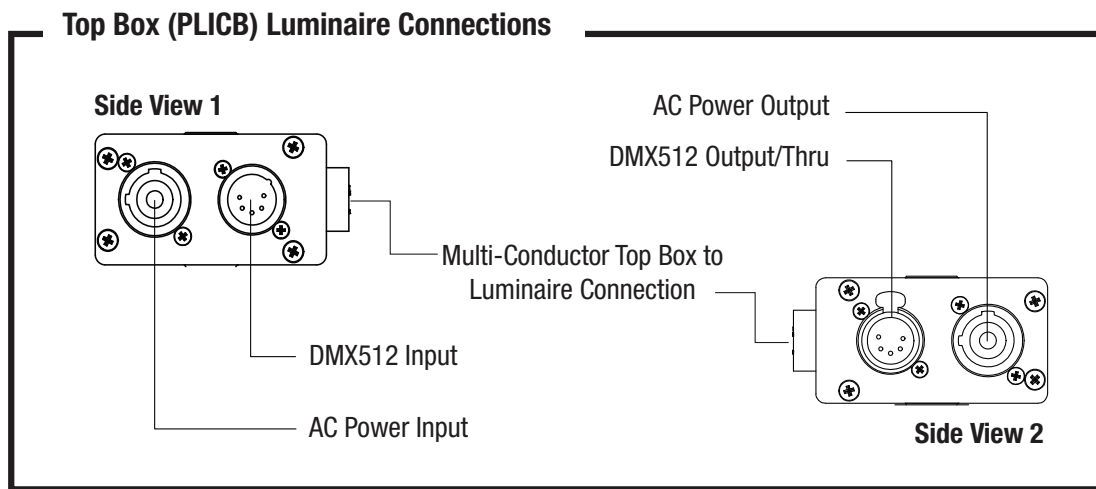 Top Box (PLICB) Luminaire Connections
Side View 1
AC Power Output
DMX512 Output/Thru
Multi-Conductor Top Box to
Luminaire Connection
DMX512 Input
AC Power Input
Side View 2